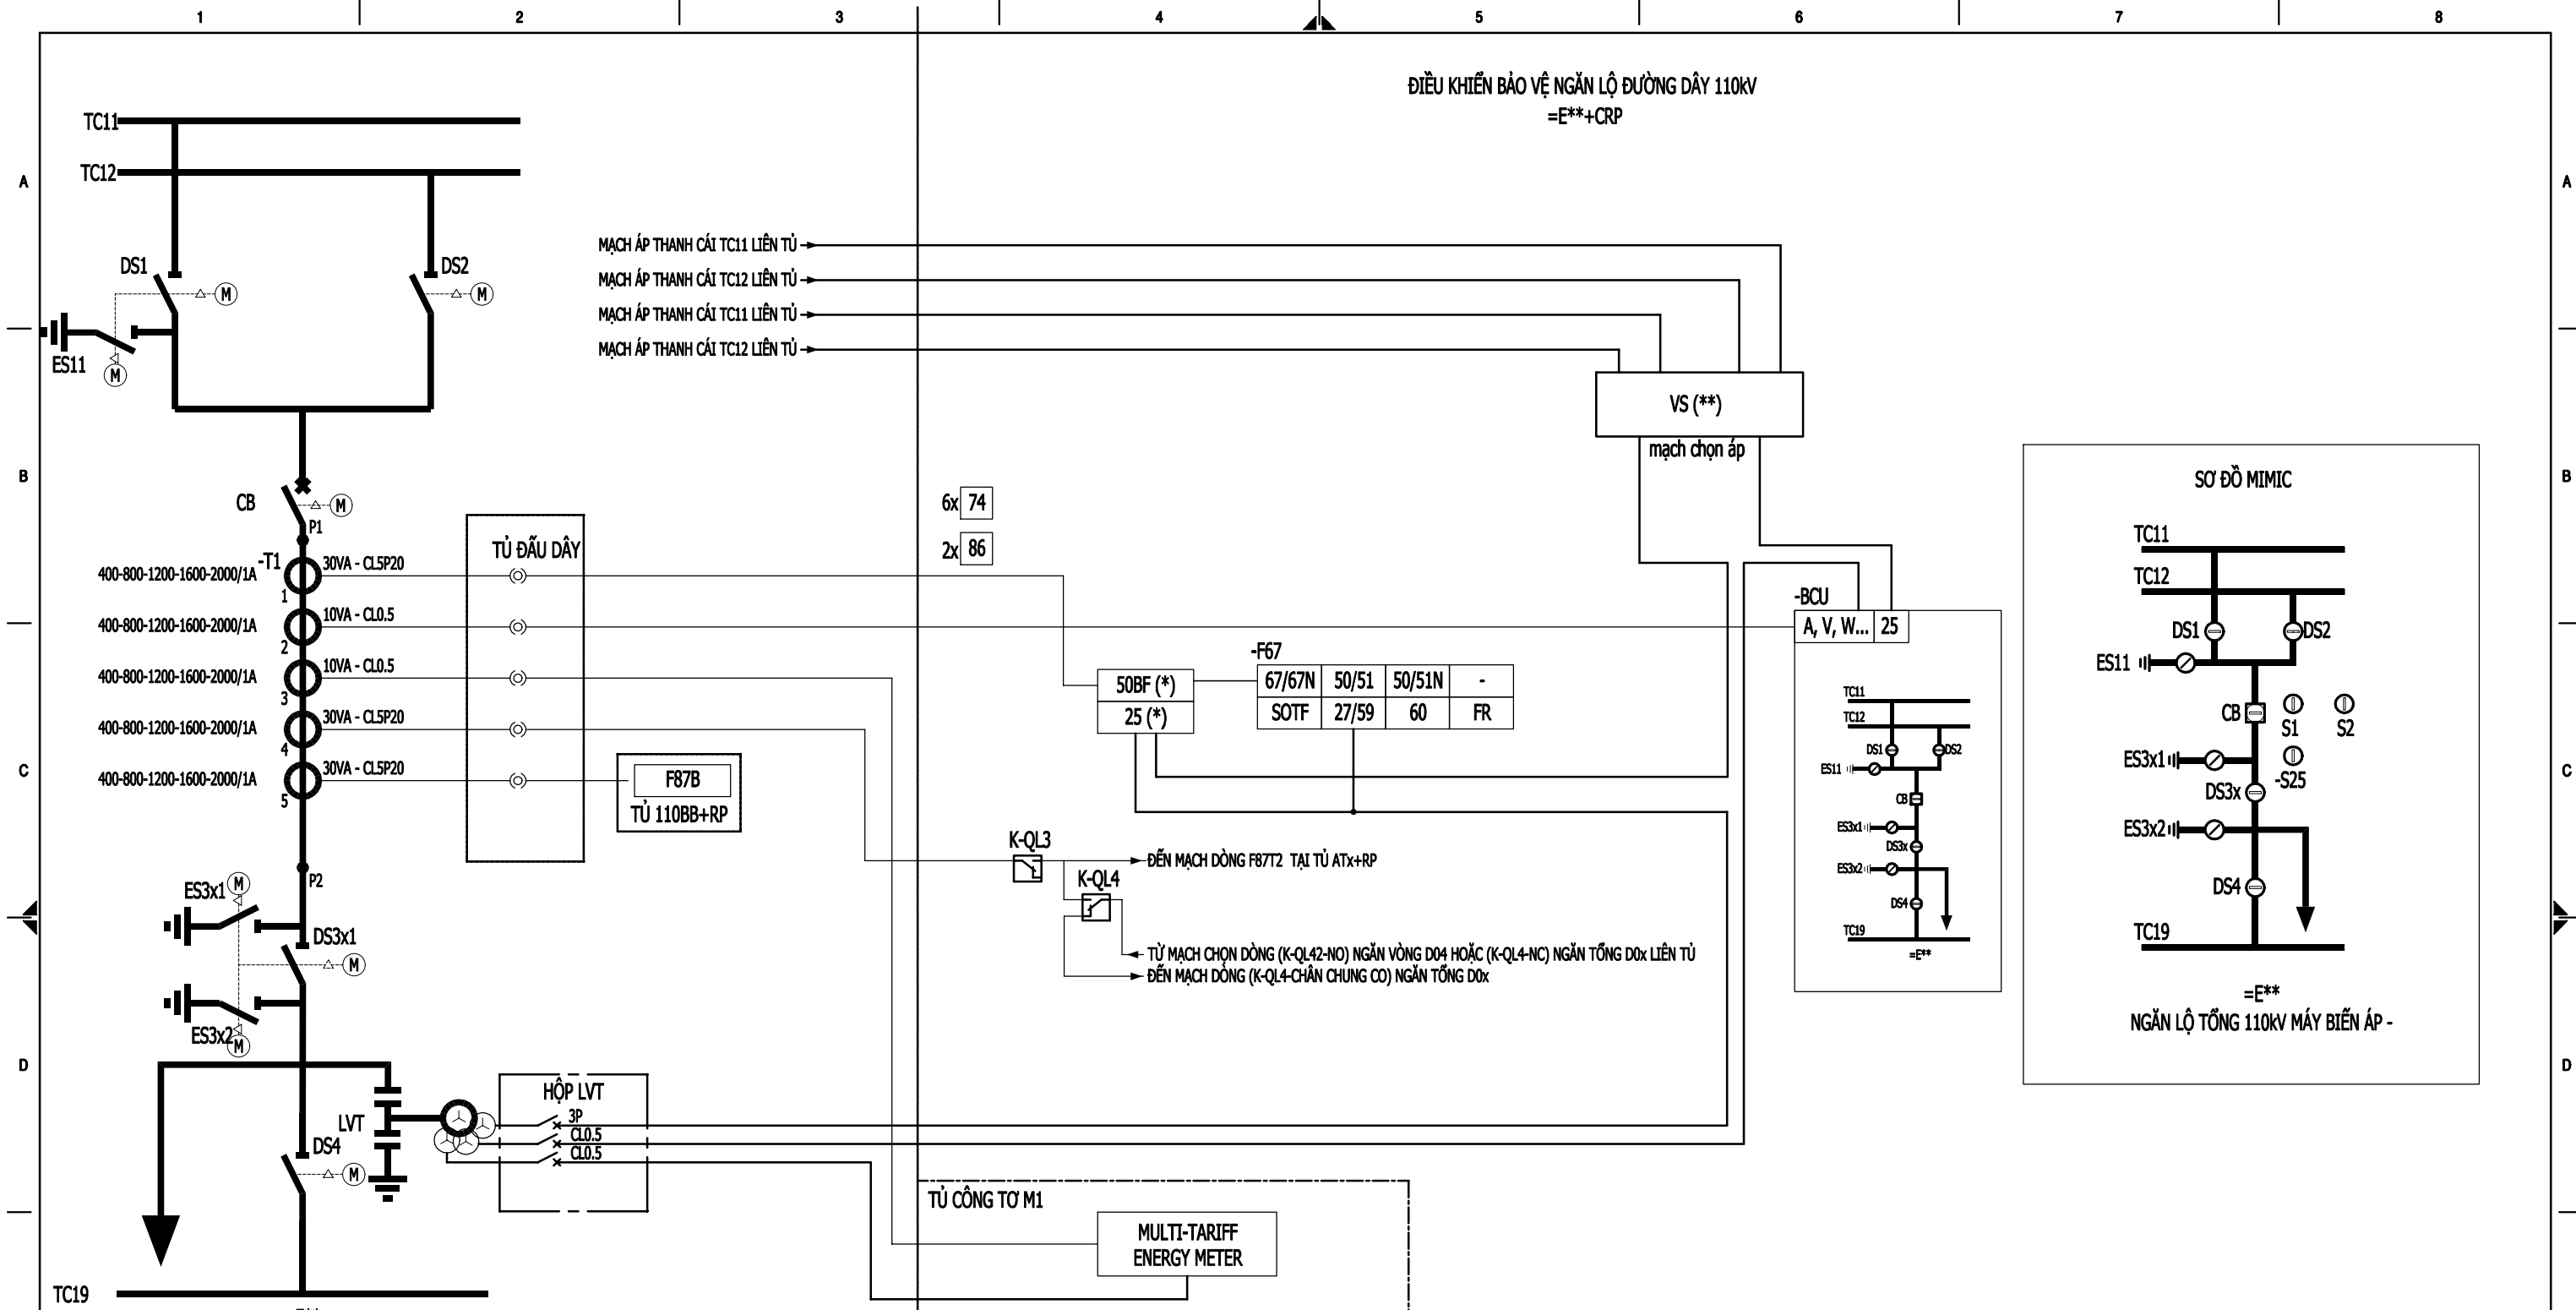 1 2 3 4 5 6 7 8
ĐIỀU KHIỂN BẢO VỆ NGĂN LỘ ĐƯỜNG DÂY 110kV
=E**+CRP
TC11
TC12
A
A
MẠCH ÁP THANH CÁI TC11 LIÊN TỦ
MẠCH ÁP THANH CÁI TC12 LIÊN TỦ
MẠCH ÁP THANH CÁI TC11 LIÊN TỦ
MẠCH ÁP THANH CÁI TC12 LIÊN TỦ
DS1
M
DS2
M
ES11
M
VS (**)
mạch chọn áp
B
B
CB
M
P1
6x 74
2x 86
TỦ ĐẤU DÂY
-T1
400-800-1200-1600-2000/1A
30VA - CL5P20
1
400-800-1200-1600-2000/1A
10VA - CL0.5
2
400-800-1200-1600-2000/1A
10VA - CL0.5
3
400-800-1200-1600-2000/1A
30VA - CL5P20
4
400-800-1200-1600-2000/1A
30VA - CL5P20
5
F87B
TỦ 110BB+RP
50BF (*)
25 (*)
-F67
67/67N 50/51 50/51N -
SOTF 27/59 60 FR
-BCU
A, V, W... 25
TC11
TC12
DS1
DS2
ES11
CB
ES3x1
DS3x
ES3x2
DS4
TC19
=E**
SƠ ĐỒ MIMIC
TC11
TC12
DS1
DS2
ES11
CB
S1
S2
ES3x1
-S25
DS3x
ES3x2
DS4
TC19
=E**
NGĂN LỘ TỔNG 110kV MÁY BIẾN ÁP -
C
C
K-QL3
ĐẾN MẠCH DÒNG F87T2 TẠI TỦ ATx+RP
K-QL4
TỪ MẠCH CHỌN DÒNG (K-QL42-NO) NGĂN VÒNG D04 HOẶC (K-QL4-NC) NGĂN TỔNG D0x LIÊN TỦ
ĐẾN MẠCH DÒNG (K-QL4-CHÂN CHUNG CO) NGĂN TỔNG D0x
P2
ES3x1
M
DS3x1
M
ES3x2
M
D
D
LVT
DS4
M
HỘP LVT
3P
CL0.5
CL0.5
TỦ CÔNG TƠ M1
MULTI-TARIFF
ENERGY METER
TC19